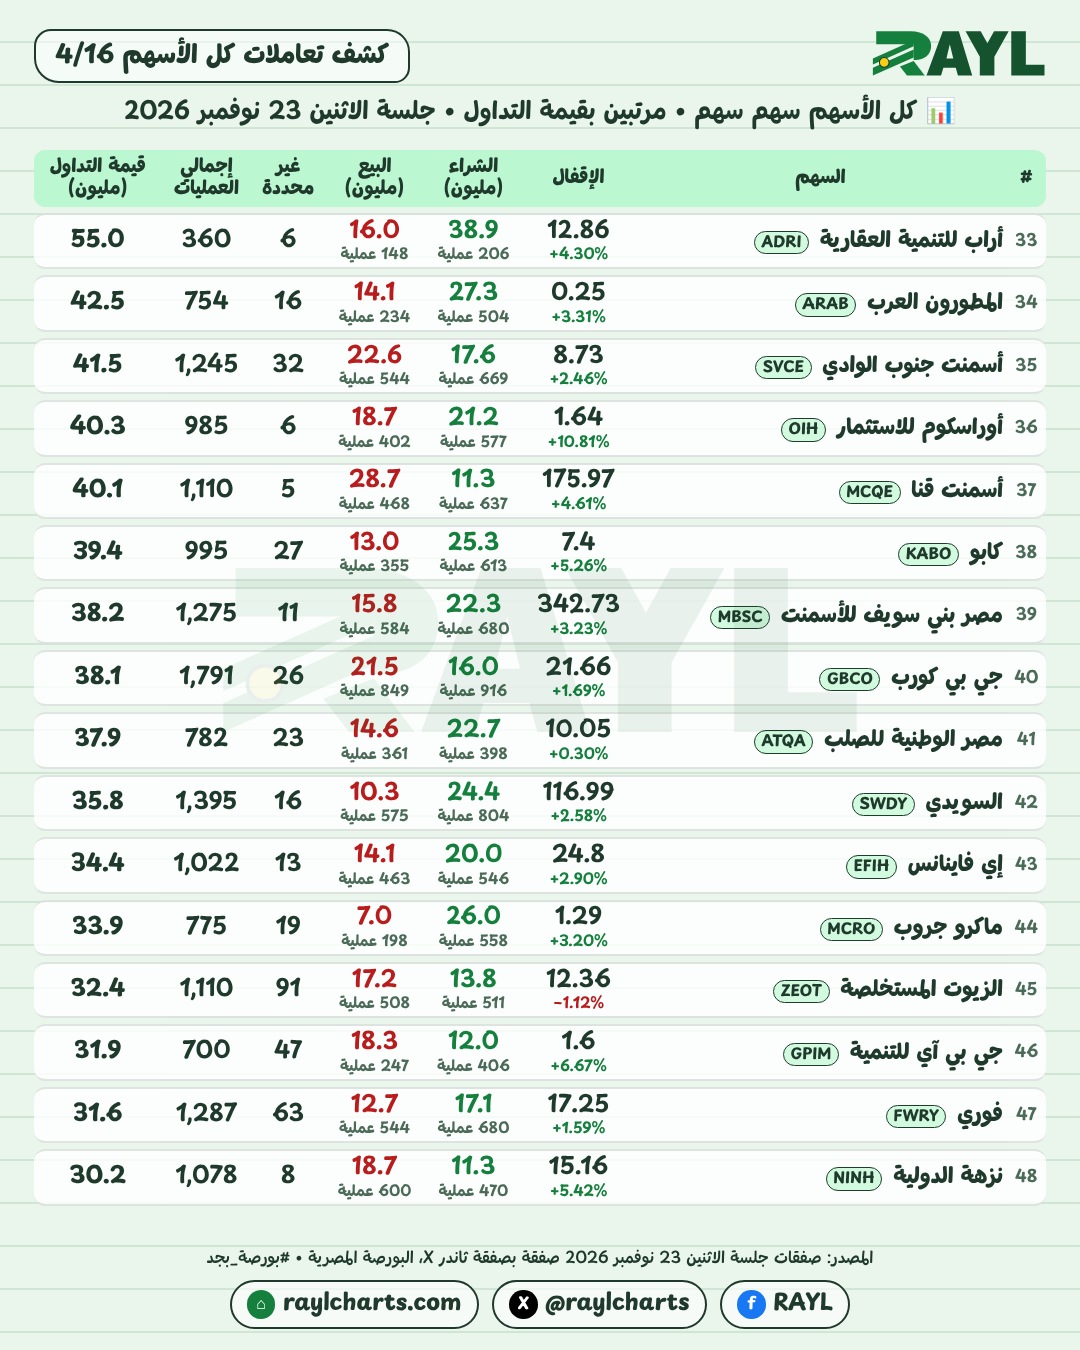 RAYL
كشف تعاملات كل الأسهم 4/16
📊 كل الأسهم سهم سهم • مرتبين بقيمة التداول • جلسة الاثنين 23 نوفمبر 2026
# السهم الإقفال الشراء (مليون) البيع (مليون) غير محددة إجمالي العمليات قيمة التداول (مليون)
33 أراب للتنمية العقارية ADRI 12.86 38.9 16.0 6 360 55.0
+4.30% 206 عملية 148 عملية
34 المطورون العرب ARAB 0.25 27.3 14.1 16 754 42.5
+3.31% 504 عملية 234 عملية
35 أسمنت جنوب الوادي SVCE 8.73 17.6 22.6 32 1,245 41.5
+2.46% 669 عملية 544 عملية
36 أوراسكوم للاستثمار OIH 1.64 21.2 18.7 6 985 40.3
+10.81% 577 عملية 402 عملية
37 أسمنت قنا MCQE 175.97 11.3 28.7 5 1,110 40.1
+4.61% 637 عملية 468 عملية
38 كابو KABO 7.4 25.3 13.0 27 995 39.4
+5.26% 613 عملية 355 عملية
39 مصر بني سويف للأسمنت MBSC 342.73 22.3 15.8 11 1,275 38.2
+3.23% 680 عملية 584 عملية
40 جي بي كورب GBCO 21.66 16.0 21.5 26 1,791 38.1
+1.69% 916 عملية 849 عملية
41 مصر الوطنية للصلب ATQA 10.05 22.7 14.6 23 782 37.9
+0.30% 398 عملية 361 عملية
42 السويدي SWDY 116.99 24.4 10.3 16 1,395 35.8
+2.58% 804 عملية 575 عملية
43 إي فاينانس EFIH 24.8 20.0 14.1 13 1,022 34.4
+2.90% 546 عملية 463 عملية
44 ماكرو جروب MCRO 1.29 26.0 7.0 19 775 33.9
+3.20% 558 عملية 198 عملية
45 الزيوت المستخلصة ZEOT 12.36 13.8 17.2 91 1,110 32.4
−1.12% 511 عملية 508 عملية
46 جي بي آي للتنمية GPIM 1.6 12.0 18.3 47 700 31.9
+6.67% 406 عملية 247 عملية
47 فوري FWRY 17.25 17.1 12.7 63 1,287 31.6
+1.59% 680 عملية 544 عملية
48 نزهة الدولية NINH 15.16 11.3 18.7 8 1,078 30.2
+5.42% 470 عملية 600 عملية
المصدر: صفقات جلسة الاثنين 23 نوفمبر 2026 صفقة بصفقة ثاندر X، البورصة المصرية • #بورصة_بجد
RAYL
@raylcharts
raylcharts.com